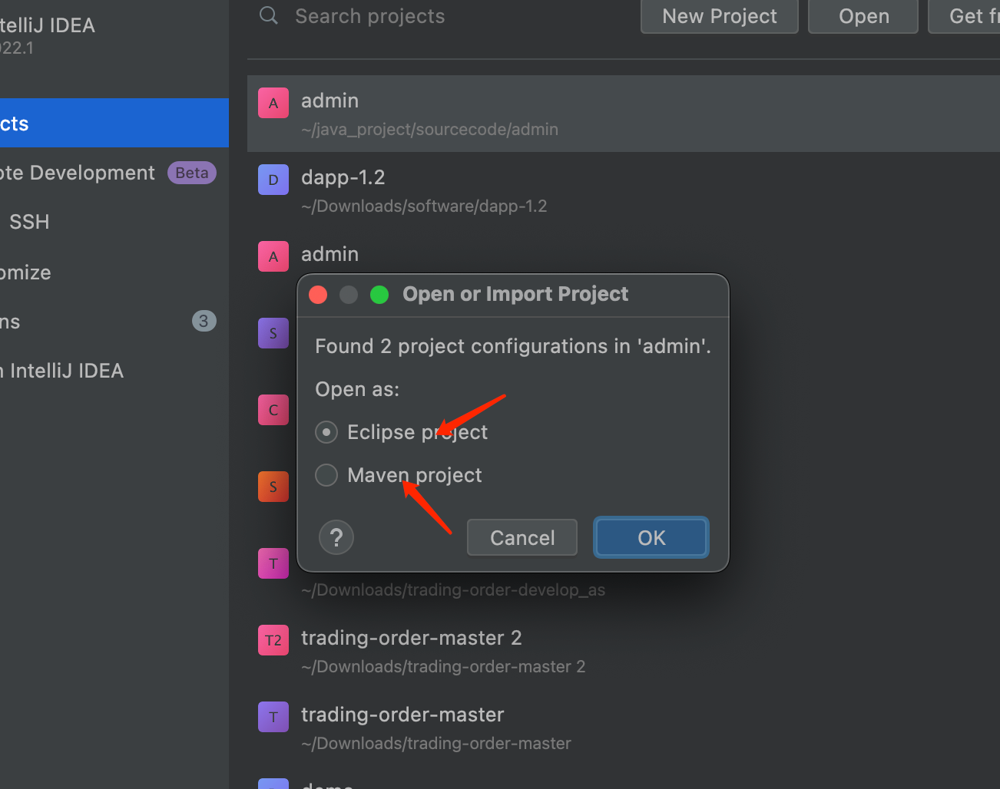 ntelliJ IDEA
022.1
cts
ote Development Beta
SSH
omize
ns 3
n IntelliJ IDEA
Search projects
New Project
Open
Get fr
A admin
~/java_project/sourcecode/admin
D dapp-1.2
~/Downloads/software/dapp-1.2
A admin
S
C
S
T
~/Downloads/trading-order-develop_as
T2 trading-order-master 2
~/Downloads/trading-order-master 2
T trading-order-master
~/Downloads/trading-order-master
Open or Import Project
Found 2 project configurations in 'admin'.
Open as:
Eclipse project
Maven project
? Cancel OK